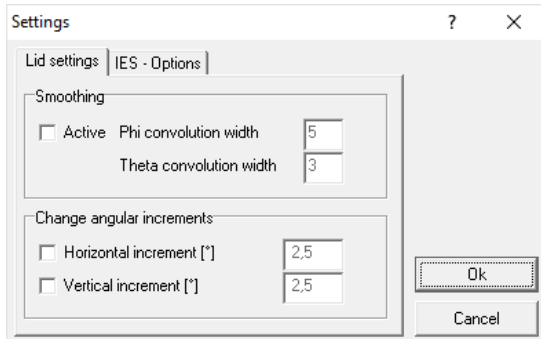 Settings ? ×
Lid settings IES - Options
Smoothing
Active Phi convolution width 5
Theta convolution width 3
Change angular increments
Horizontal increment [°] 2,5
Vertical increment [°] 2,5
Ok
Cancel